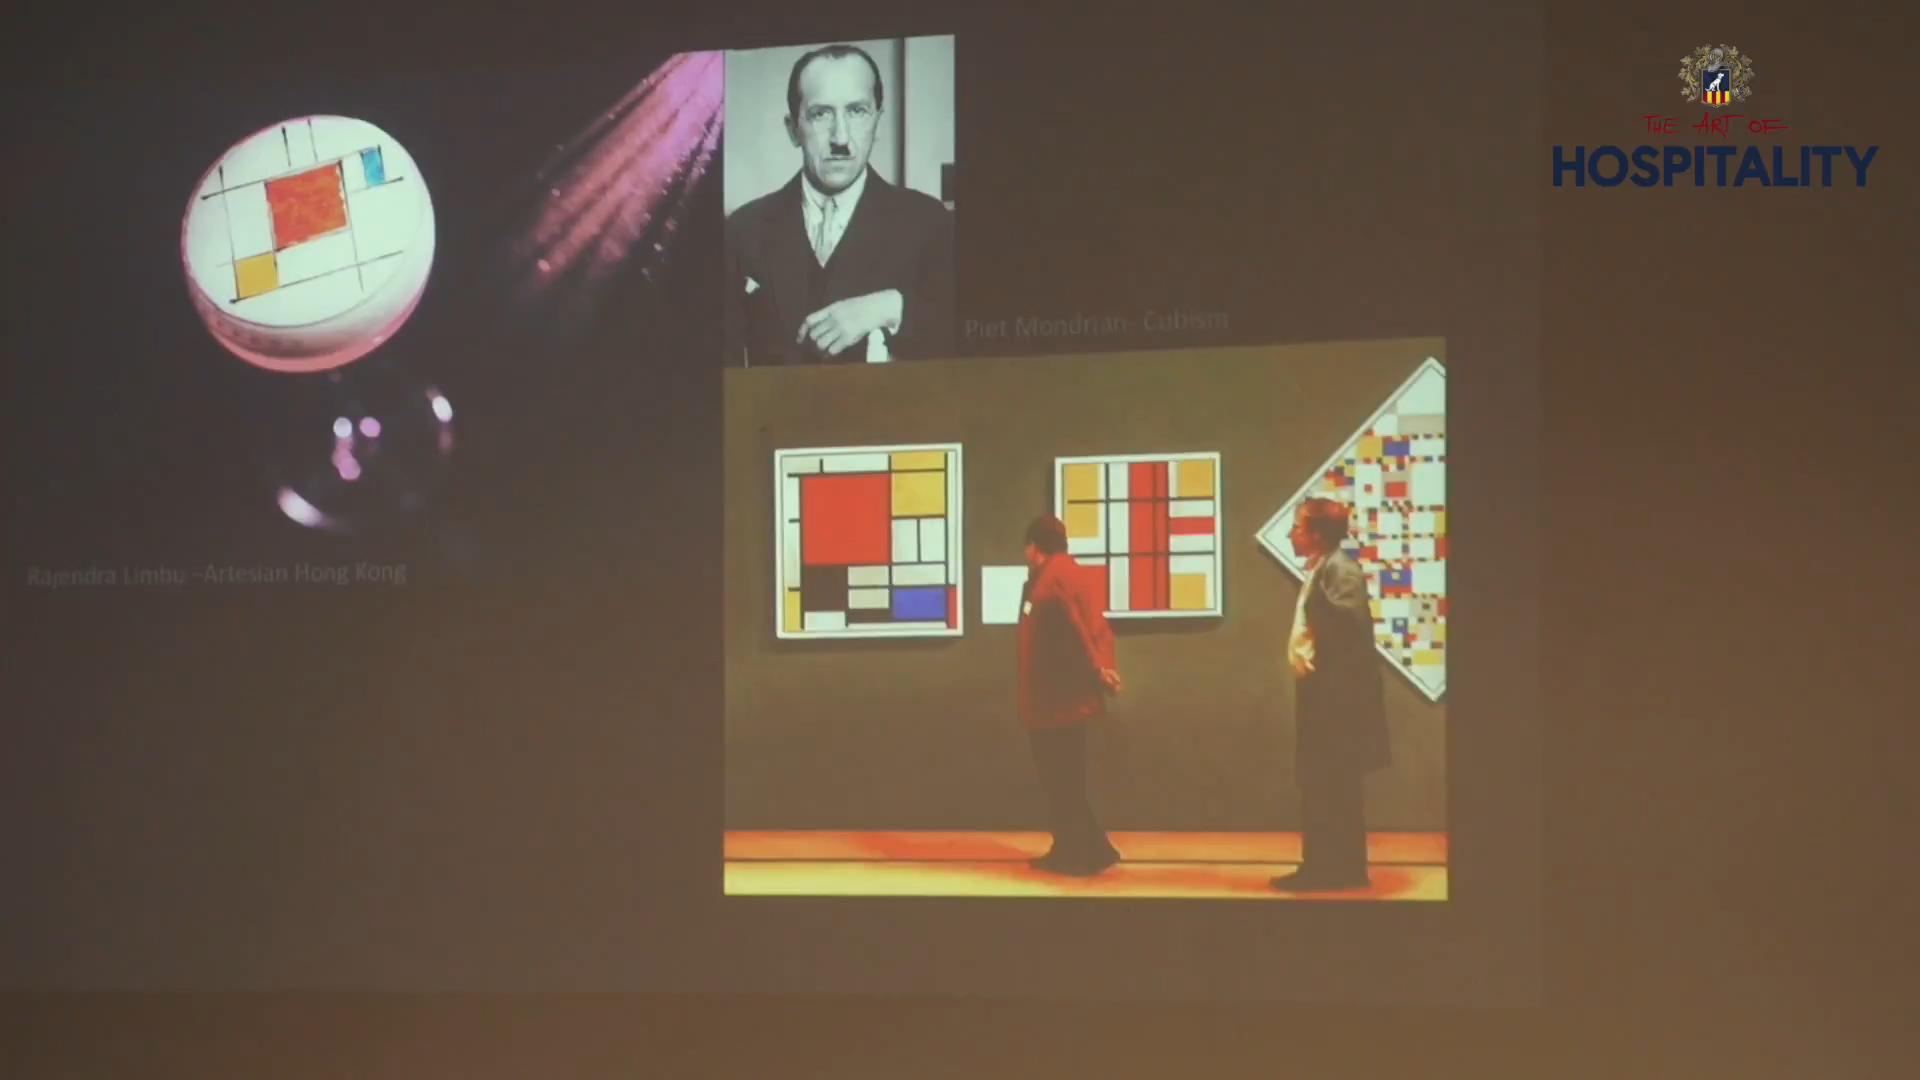 THE ART OF
HOSPITALITY
Piet Mondrian- Cubism
Rajendra Limbu –Artesian Hong Kong